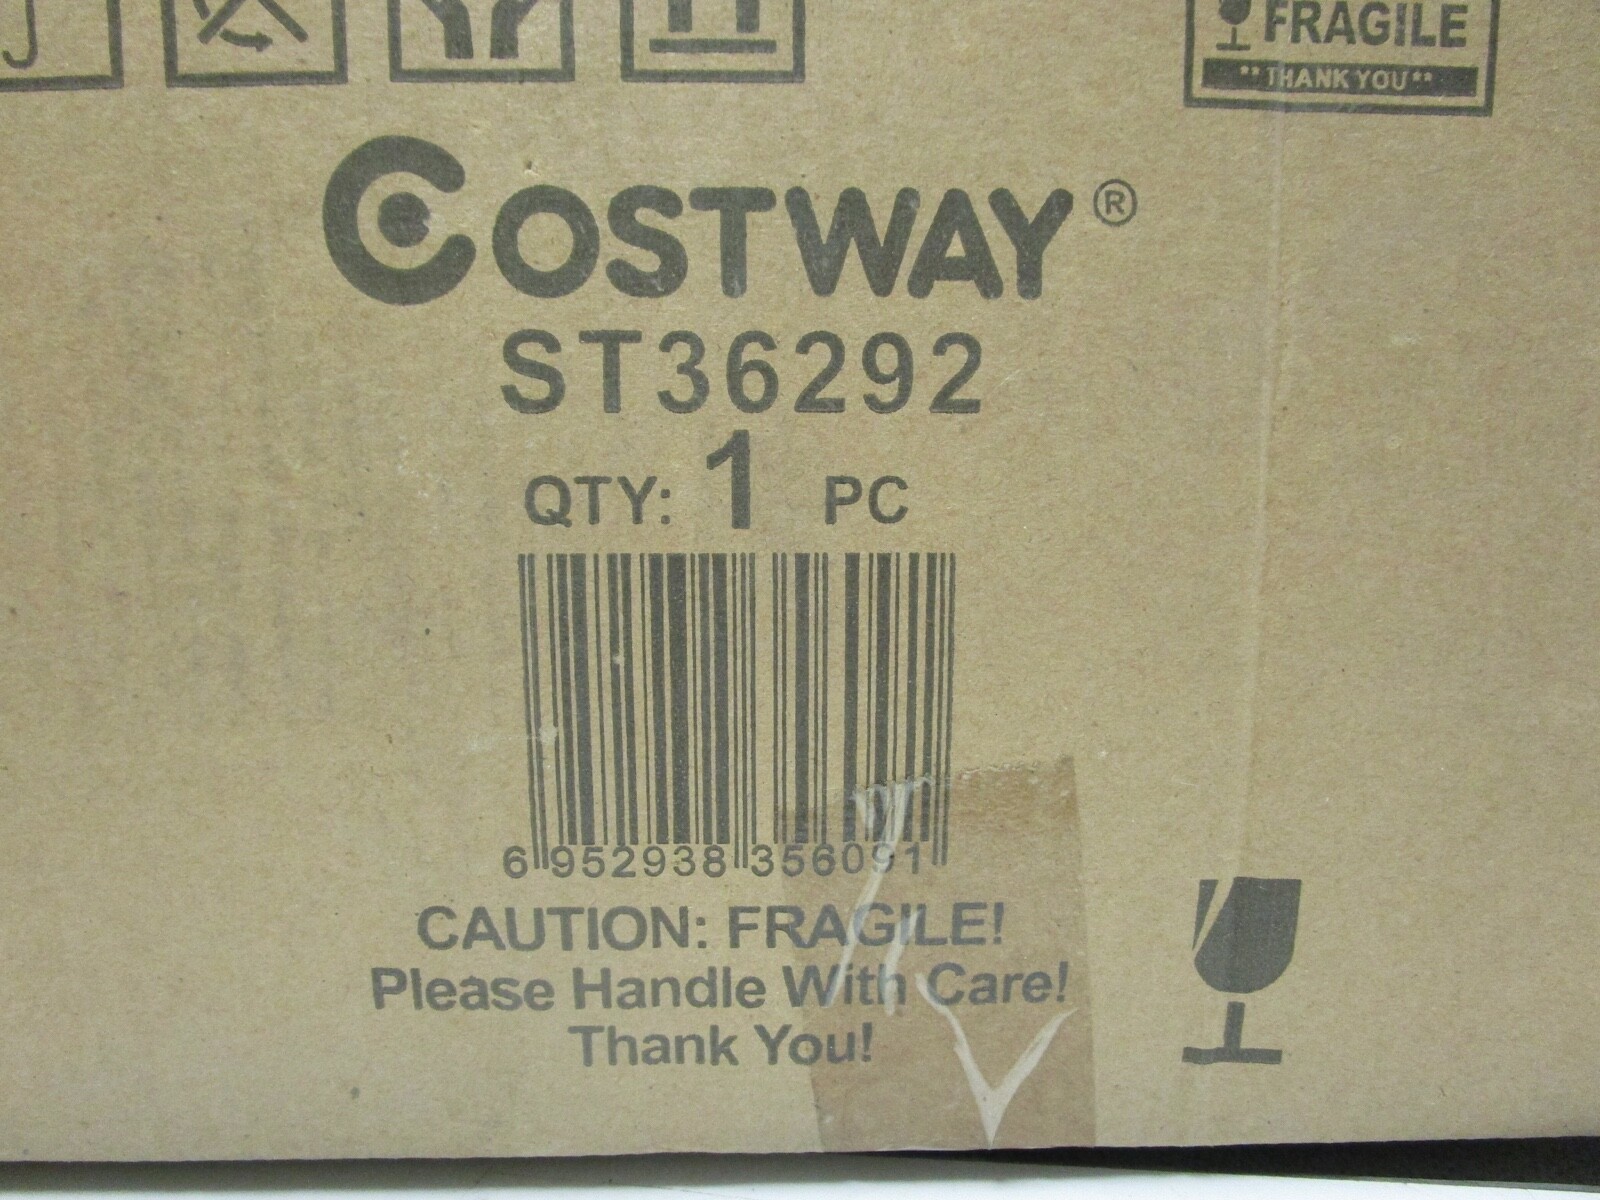 FRAGILE
**THANK YOU**
COSTWAY®
ST36292
QTY: 1 PC
6 952938 356091
CAUTION: FRAGILE!
Please Handle With Care!
Thank You!